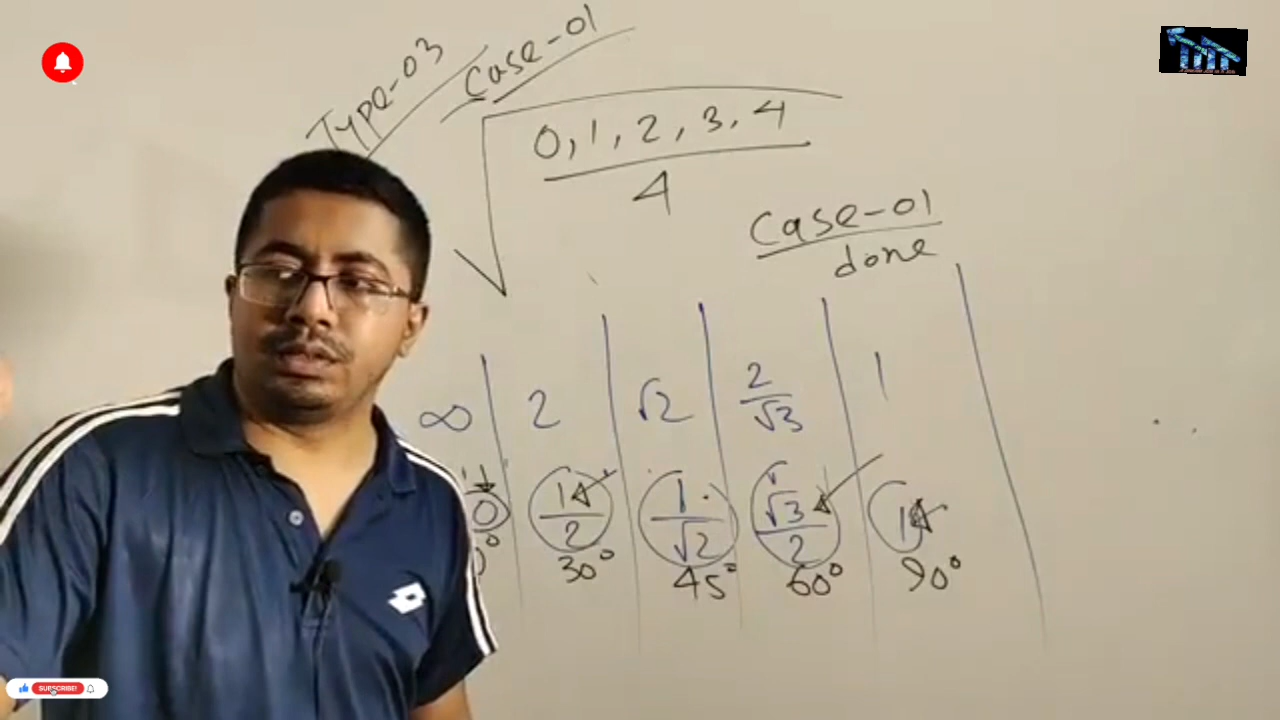 Type-03
Case-01
0, 1, 2, 3, 4
4
Case-01
done
∞ 2 √2 2/√3 1
0 1/2 1/√2 √3/2 1
0° 30° 45° 60° 90°
SUBSCRIBE!